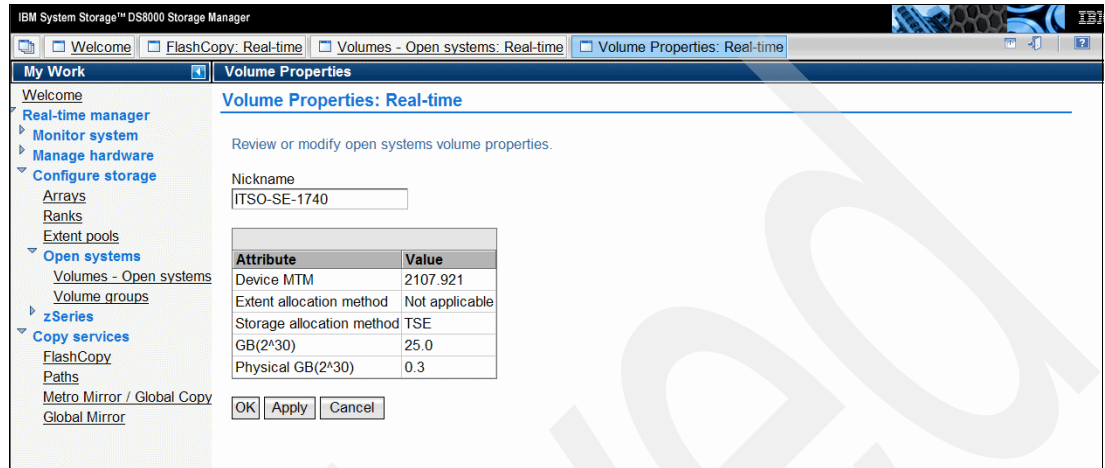 IBM System Storage™ DS8000 Storage Manager
IBM
Welcome FlashCopy: Real-time Volumes - Open systems: Real-time Volume Properties: Real-time ?
My Work
Volume Properties
Welcome
Real-time manager
Monitor system
Manage hardware
Configure storage
Arrays
Ranks
Extent pools
Open systems
Volumes - Open systems
Volume groups
zSeries
Copy services
FlashCopy
Paths
Metro Mirror / Global Copy
Global Mirror
Volume Properties: Real-time
Review or modify open systems volume properties.
Nickname
ITSO-SE-1740
Attribute Value
Device MTM 2107.921
Extent allocation method Not applicable
Storage allocation method TSE
GB(2^30) 25.0
Physical GB(2^30) 0.3
OK Apply Cancel